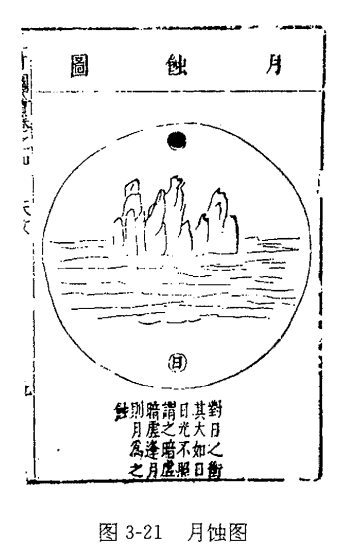 月蝕圖
日
對日之衝
其大如日
日光不照
謂之暗虛
暗虛逢月
則月為之
蝕
图 3-21 月蚀图